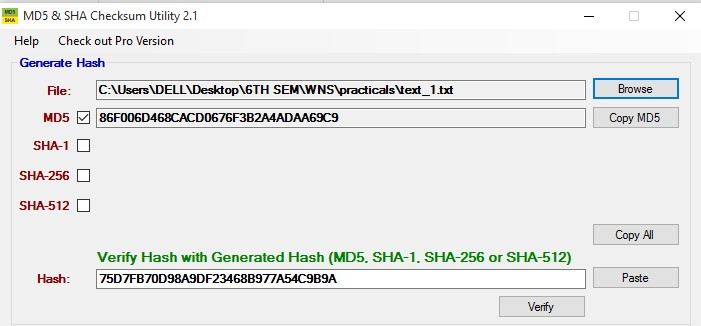 MD5 SHA MD5 & SHA Checksum Utility 2.1
Help Check out Pro Version
Generate Hash
File: C:\Users\DELL\Desktop\6TH SEM\WNS\practicals\text_1.txt Browse
MD5 86F006D468CACD0676F3B2A4ADAA69C9 Copy MD5
SHA-1
SHA-256
SHA-512
Copy All
Verify Hash with Generated Hash (MD5, SHA-1, SHA-256 or SHA-512)
Hash: 75D7FB70D98A9DF23468B977A54C9B9A Paste
Verify